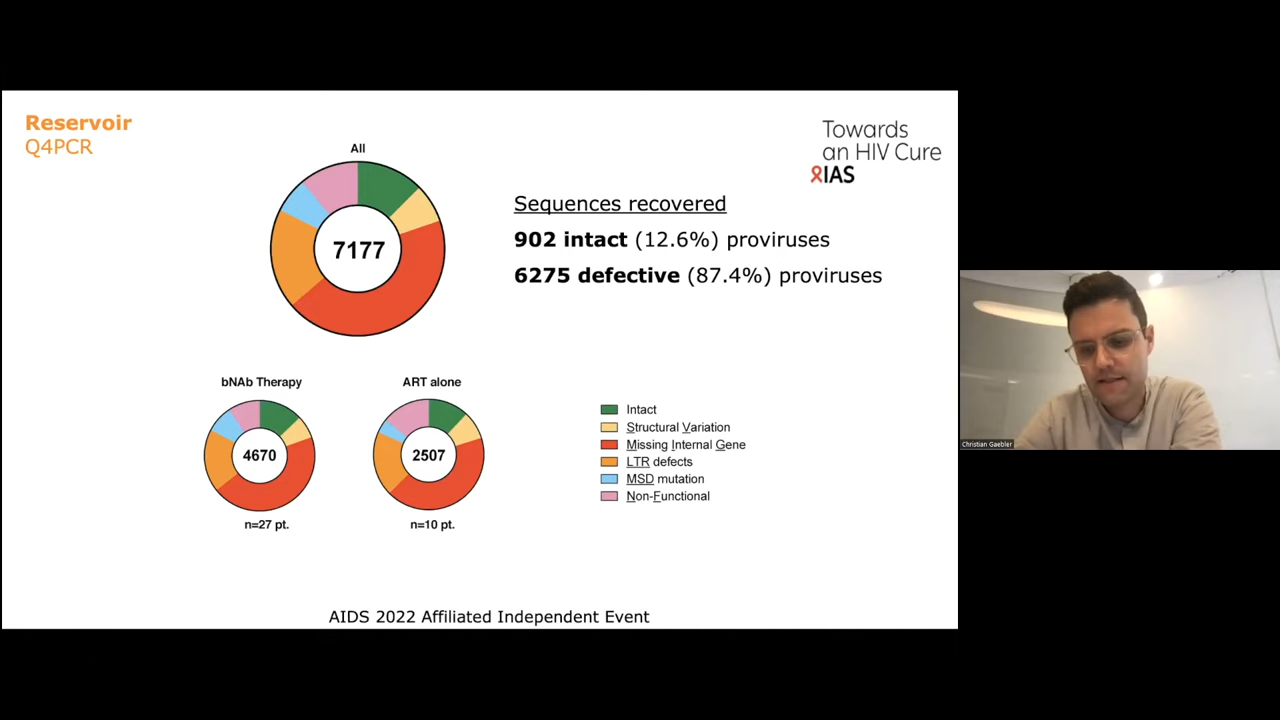 Reservoir
Q4PCR
Towards
an HIV Cure
IAS
All
7177
Sequences recovered
902 intact (12.6%) proviruses
6275 defective (87.4%) proviruses
bNAb Therapy
4670
n=27 pt.
ART alone
2507
n=10 pt.
Intact
Structural Variation
Missing Internal Gene
LTR defects
MSD mutation
Non-Functional
AIDS 2022 Affiliated Independent Event
Christian Gaebler